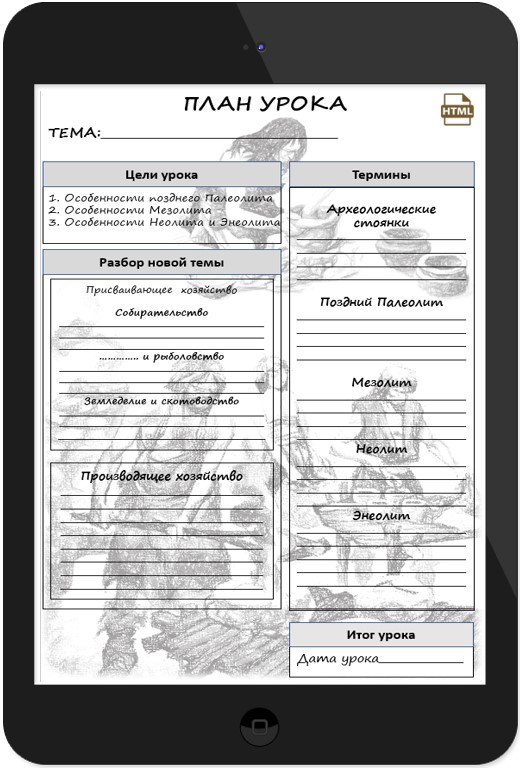 ПЛАН УРОКА
HTML
ТЕМА:
Цели урока
1. Особенности позднего Палеолита
2. Особенности Мезолита
3. Особенности Неолита и Энеолита
Разбор новой темы
Присваивающее хозяйство
Собирательство
.............. и рыболовство
Земледелие и скотоводство
Производящее хозяйство
Термины
Археологические
стоянки
Поздний Палеолит
Мезолит
Неолит
Энеолит
Итог урока
Дата урока